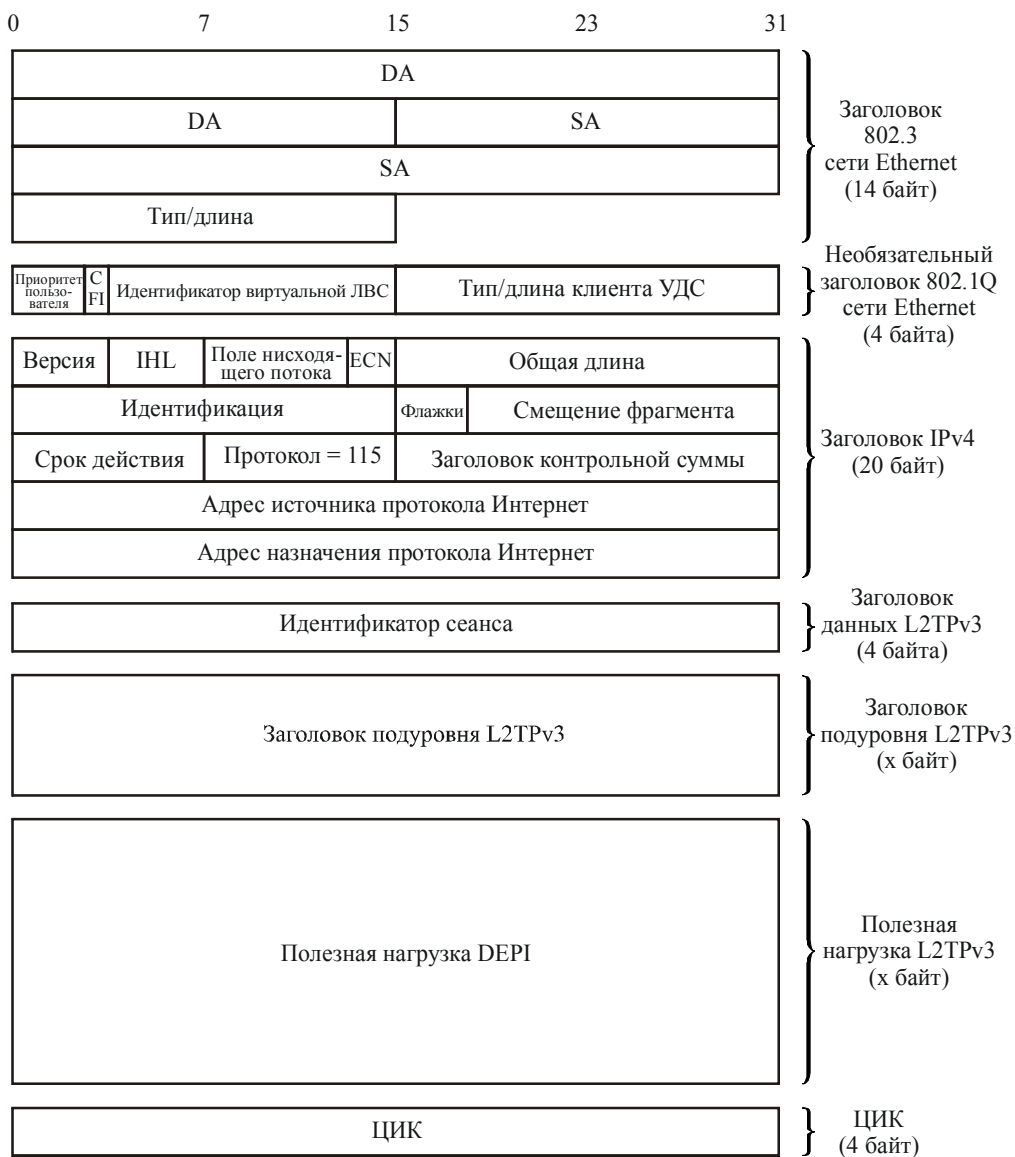 0 7 15 23 31
DA
DA SA
SA
Тип/длина
Заголовок
802.3
сети Ethernet
(14 байт)
Приоритет
пользо-
вателя
C
FI
Идентификатор виртуальной ЛВС
Тип/длина клиента УДС
Необязательный
заголовок 802.1Q
сети Ethernet
(4 байта)
Версия
IHL
Поле нисходя-
щего потока
ECN
Общая длина
Идентификация
Флажки
Смещение фрагмента
Срок действия
Протокол = 115
Заголовок контрольной суммы
Адрес источника протокола Интернет
Адрес назначения протокола Интернет
Заголовок IPv4
(20 байт)
Идентификатор сеанса
Заголовок
данных L2TPv3
(4 байта)
Заголовок подуровня L2TPv3
Заголовок
подуровня L2TPv3
(x байт)
Полезная нагрузка DEPI
Полезная
нагрузка L2TPv3
(x байт)
ЦИК
ЦИК
(4 байт)